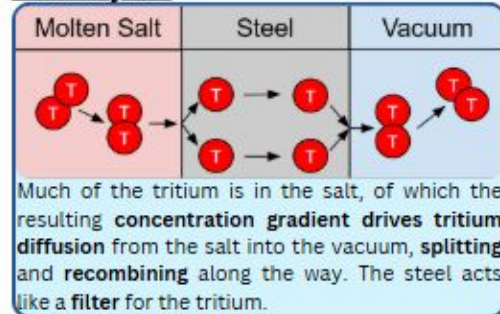 Molten Salt Steel Vacuum
T T T T
T T T T
T T
Much of the tritium is in the salt, of which the
resulting concentration gradient drives tritium
diffusion from the salt into the vacuum, splitting
and recombining along the way. The steel acts
like a filter for the tritium.